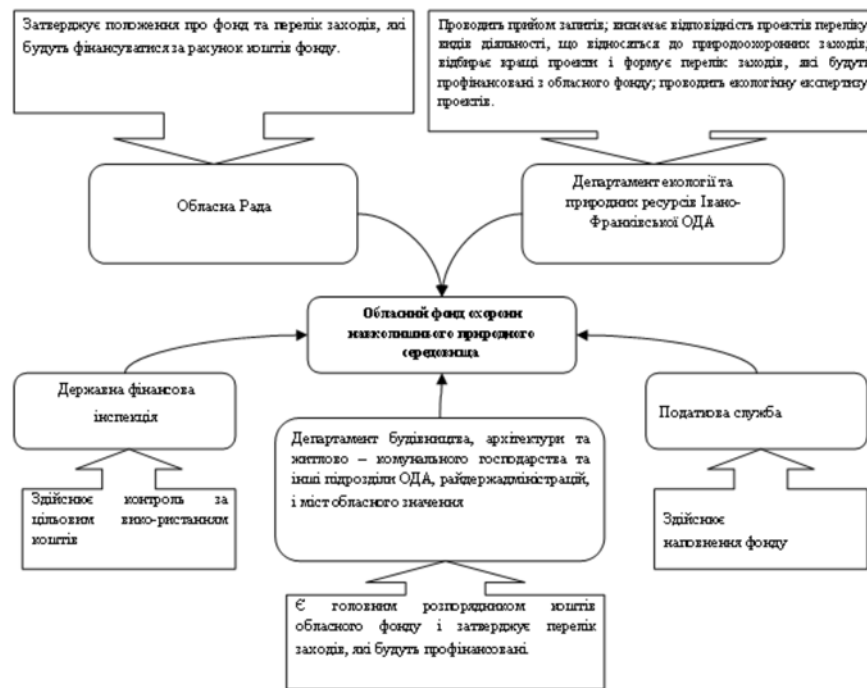 Затверджує положення про фонд та перелік заходів, які
будуть фінансуватися за рахунок коштів фонду.
Проводить прийом запитів; визначає відповідність проектів переліку
видів діяльності, що відносяться до природоохоронних заходів;
відбирає кращі проекти і формує перелік заходів, які будуть
профінансовані з обласного фонду; проводить екологічну експертизу
проектів.
Обласна Рада
Департамент екології та
природних ресурсів Івано-
Франківської ОДА
Обласний фонд охорони
навколишнього природного
середовища
Державна фінансова
інспекція
Департамент будівництва, архітектури та
житлово – комунального господарства та
інші підрозділи ОДА, райдержадміністрацій,
і міст обласного значення
Податкова служба
Здійснює контроль за
цільовим вико-ристанням
коштів
Здійснює
наповнення фонду
Є головним розпорядником коштів
обласного фонду і затверджує перелік
заходів, які будуть профінансовані.